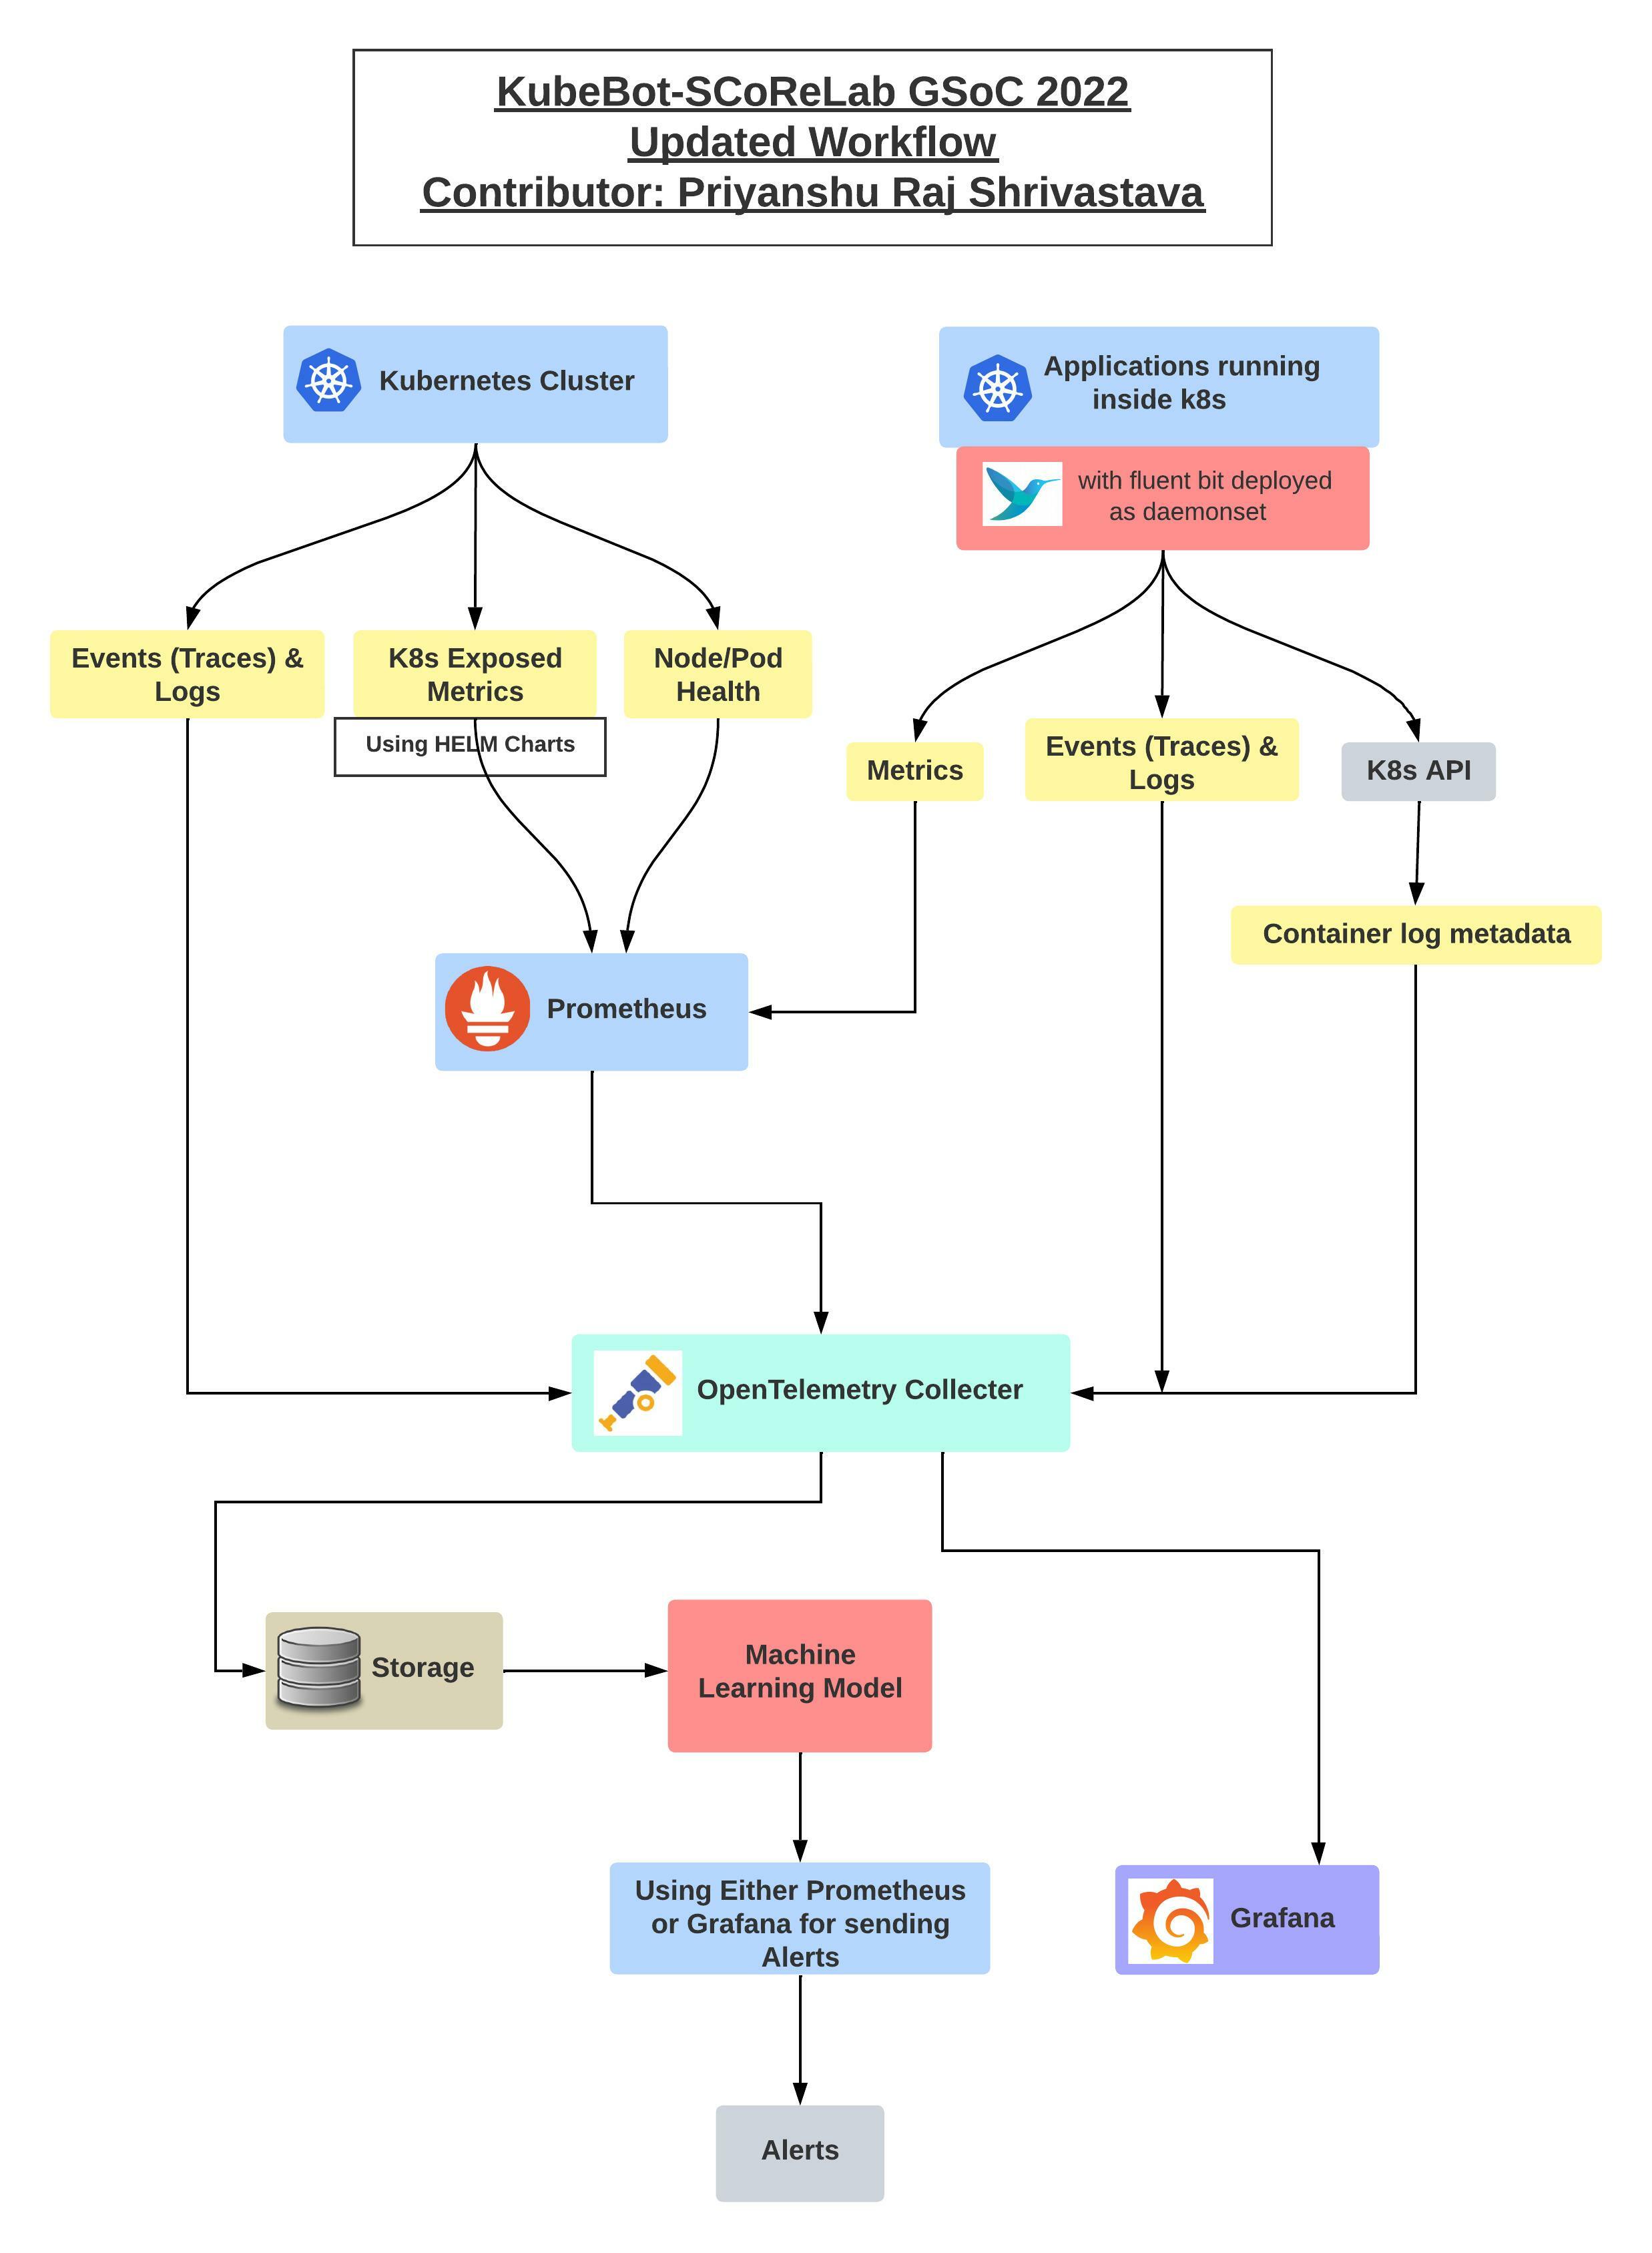 KubeBot-SCoReLab GSoC 2022
Updated Workflow
Contributor: Priyanshu Raj Shrivastava
Kubernetes Cluster
Applications running
inside k8s
with fluent bit deployed
as daemonset
Events (Traces) &
Logs
K8s Exposed
Metrics
Using HELM Charts
Node/Pod
Health
Metrics
Events (Traces) &
Logs
K8s API
Container log metadata
Prometheus
OpenTelemetry Collecter
Storage
Machine
Learning Model
Using Either Prometheus
or Grafana for sending
Alerts
Grafana
Alerts